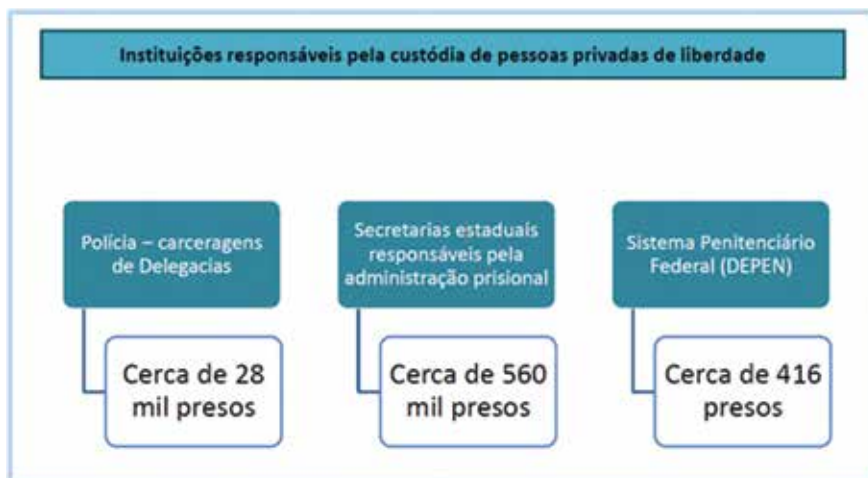 Instituições responsáveis pela custódia de pessoas privadas de liberdade
Polícia – carceragens
de Delegacias
Cerca de 28
mil presos
Secretarias estaduais
responsáveis pela
administração prisional
Cerca de 560
mil presos
Sistema Penitenciário
Federal (DEPEN)
Cerca de 416
presos